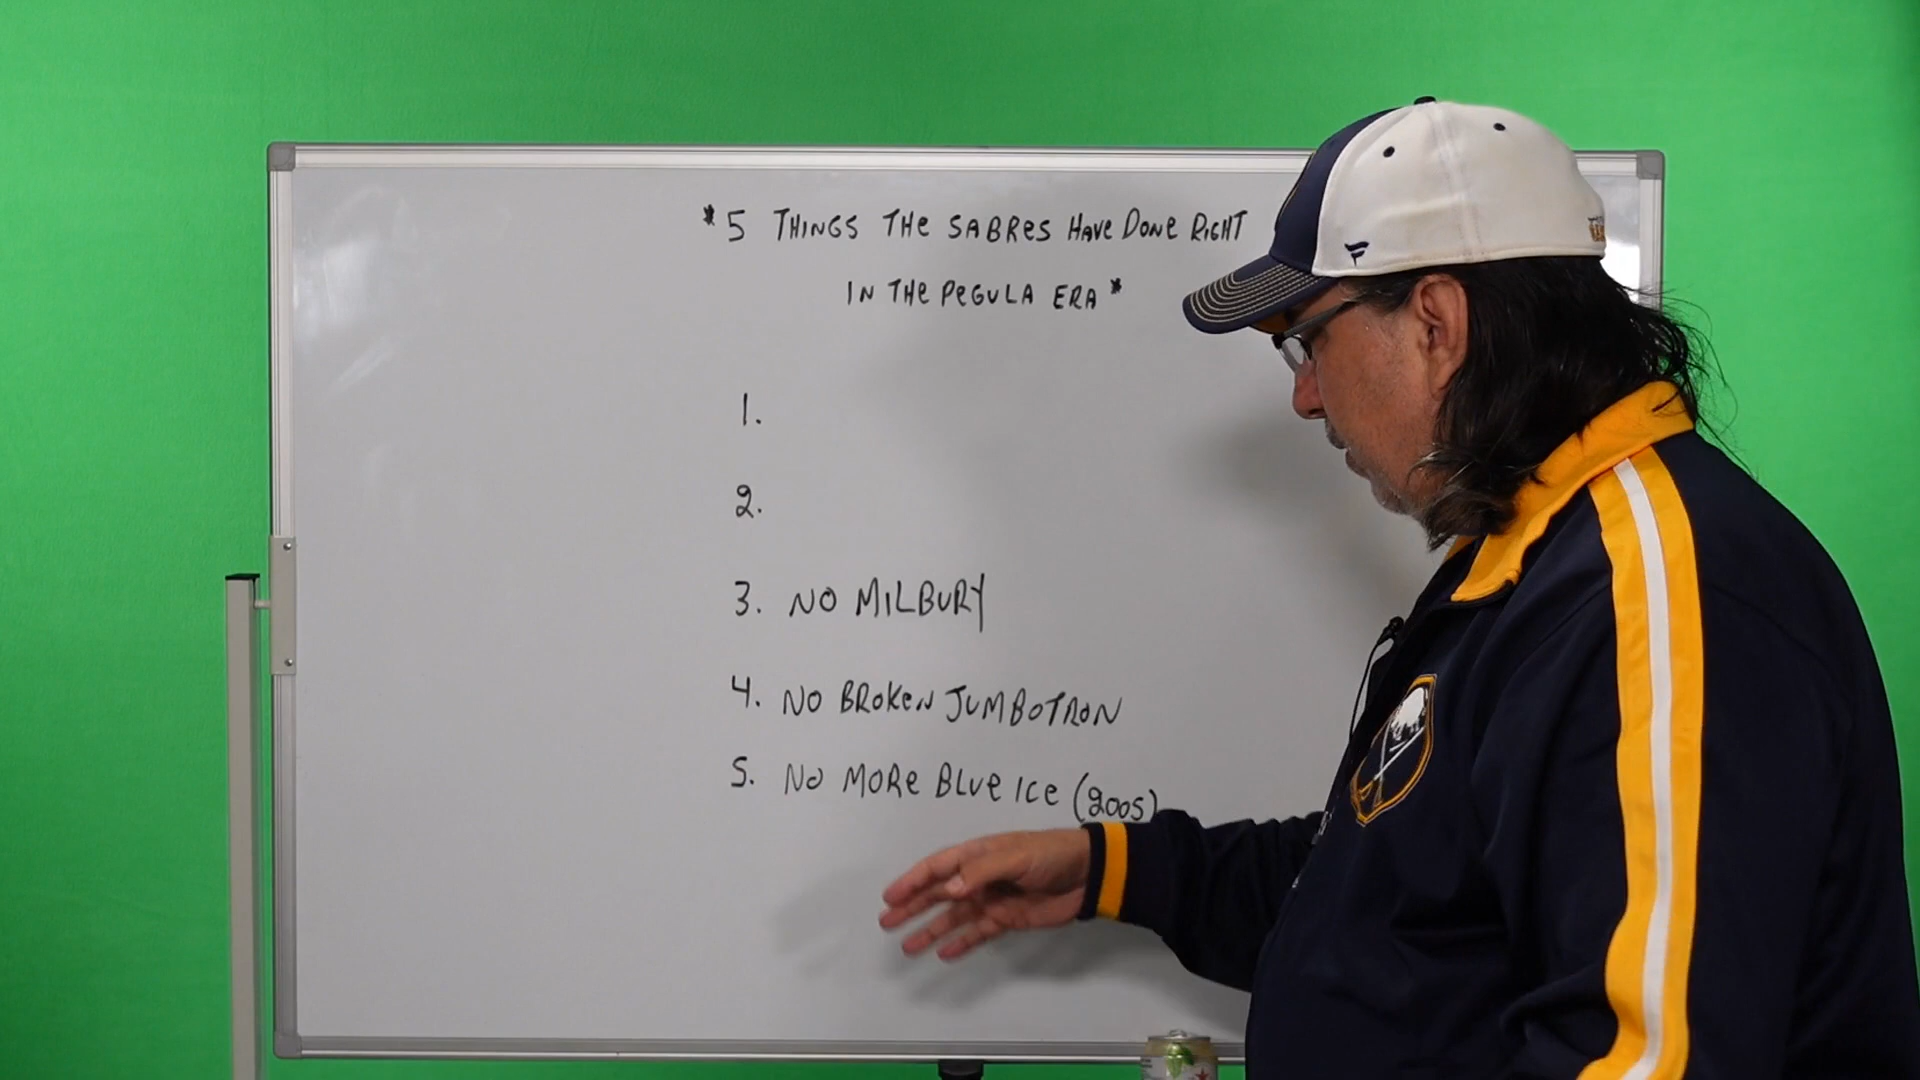 *5 THINGS THE SABRES HAVE DONE RIGHT
IN THE PEGULA ERA*
1.
2.
3. NO MILBURY
4. NO BROKEN JUMBOTRON
5. NO MORE BLUE ICE (2005)